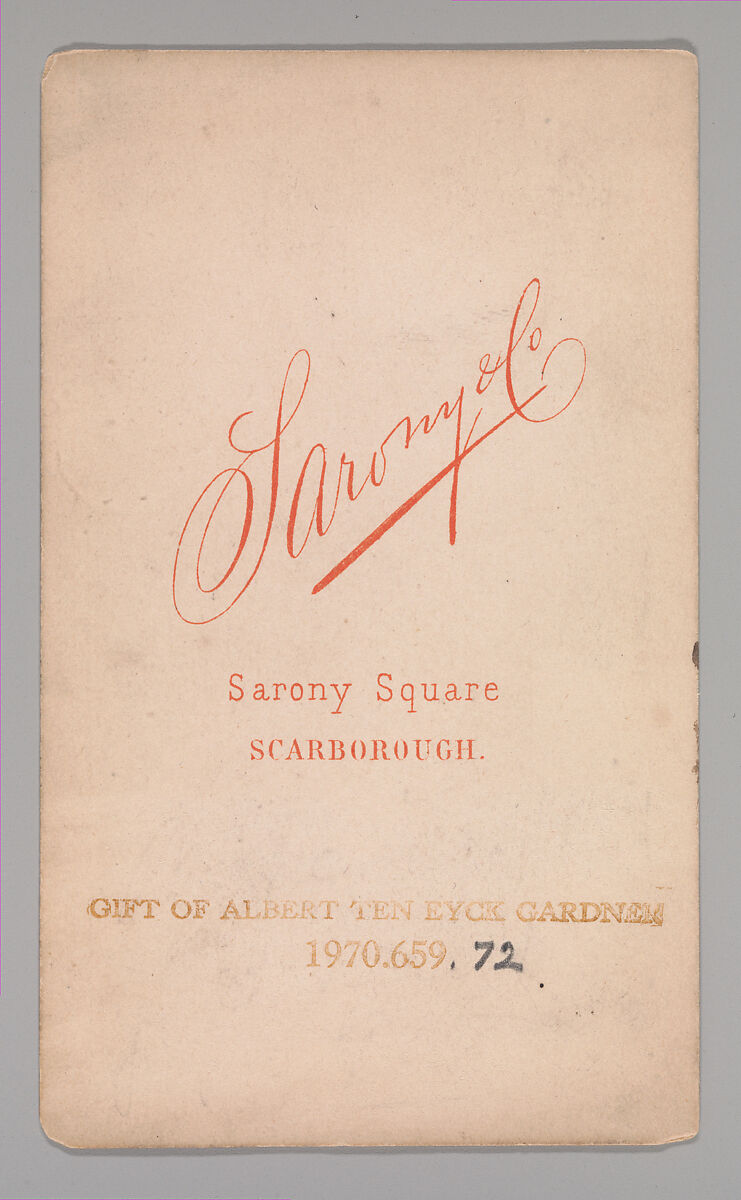 Sarony & Co
Sarony Square
SCARBOROUGH.
GIFT OF ALBERT TEN EYCK GARDNER
1970.659.72